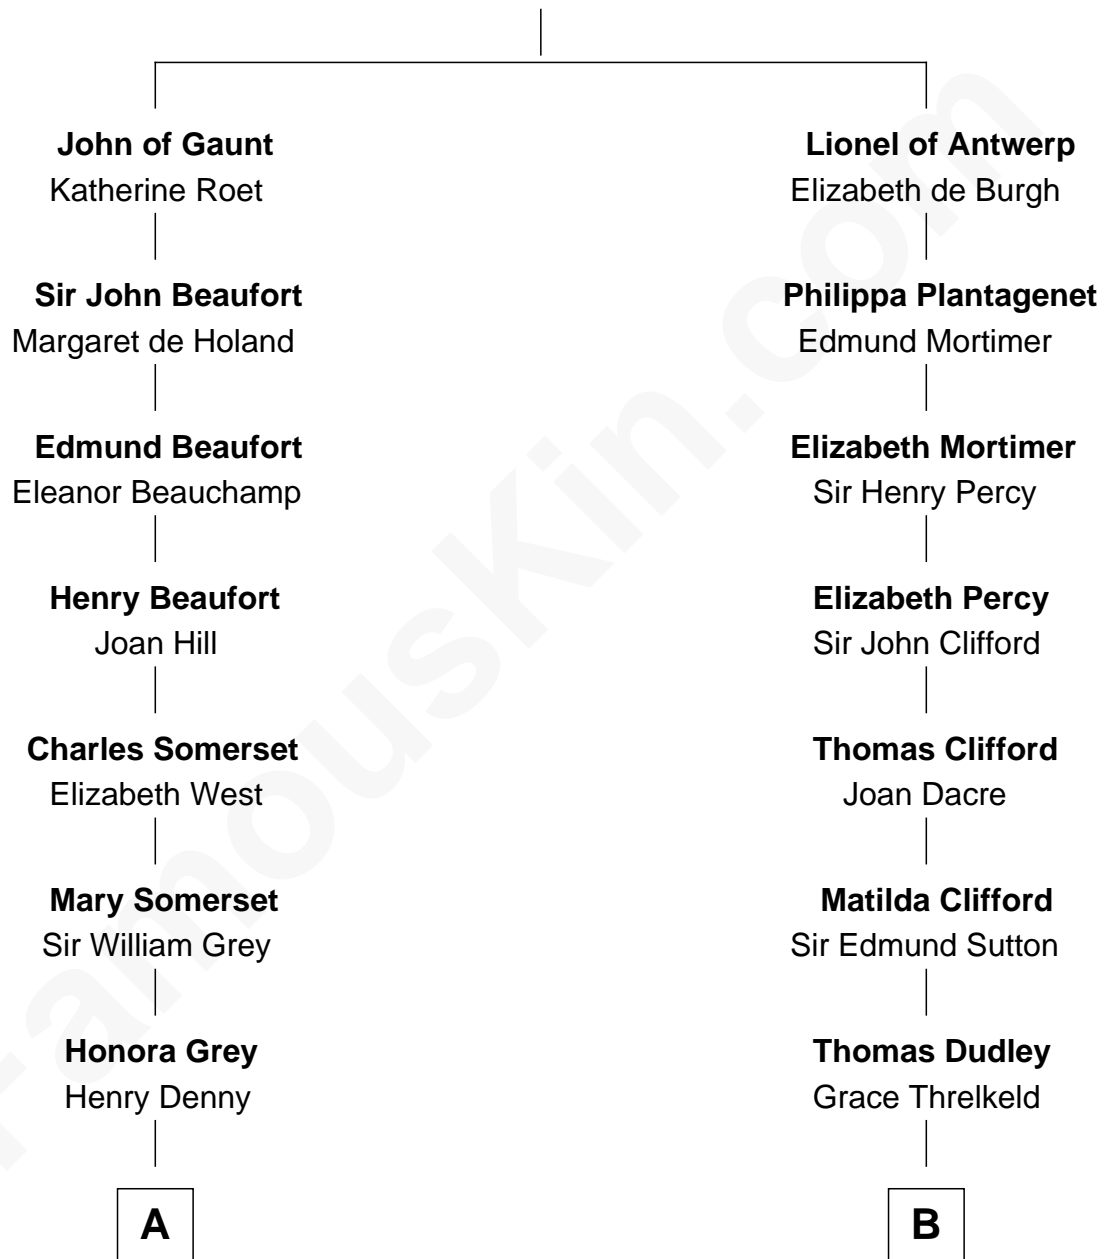 John of Gaunt
Katherine Roet
Sir John Beaufort
Margaret de Holand
Edmund Beaufort
Eleanor Beauchamp
Henry Beaufort
Joan Hill
Charles Somerset
Elizabeth West
Mary Somerset
Sir William Grey
Honora Grey
Henry Denny
A
Lionel of Antwerp
Elizabeth de Burgh
Philippa Plantagenet
Edmund Mortimer
Elizabeth Mortimer
Sir Henry Percy
Elizabeth Percy
Sir John Clifford
Thomas Clifford
Joan Dacre
Matilda Clifford
Sir Edmund Sutton
Thomas Dudley
Grace Threlkeld
B
FamousKin.com